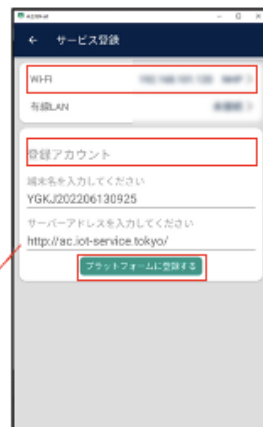 ← サービス登録
Wi-Fi
有線LAN
登録アカウント
端末名を入力してください
YGKJ202206130925
サーバーアドレスを入力してください
http://ac.iot-service.tokyo/
プラットフォームに登録する